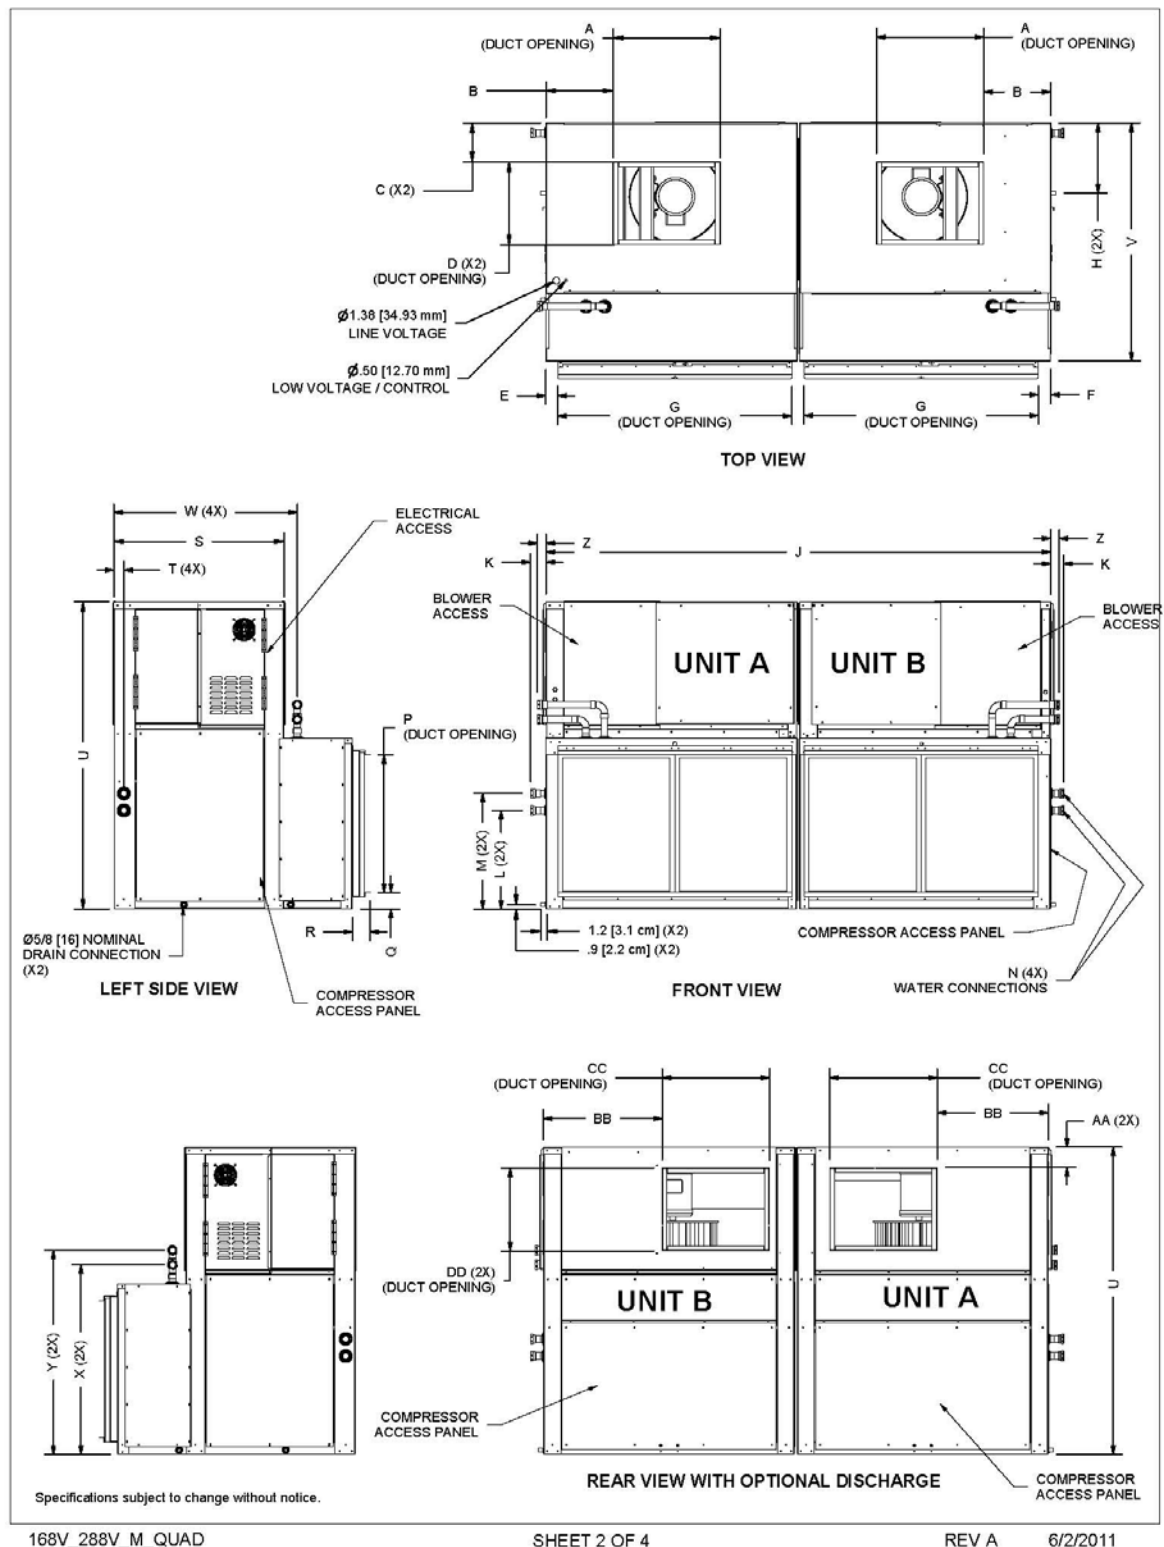 A
(DUCT OPENING)
A
(DUCT OPENING)
B
B
C (X2)
D (X2)
(DUCT OPENING)
H (2X)
V
Ø1.38 [34.93 mm]
LINE VOLTAGE
Ø.50 [12.70 mm]
LOW VOLTAGE / CONTROL
E
G
(DUCT OPENING)
G
(DUCT OPENING)
F
TOP VIEW
W (4X)
S
T (4X)
ELECTRICAL
ACCESS
U
P
(DUCT OPENING)
R
Q
Ø5/8 [16] NOMINAL
DRAIN CONNECTION
(X2)
LEFT SIDE VIEW
COMPRESSOR
ACCESS PANEL
Z
K
J
Z
K
BLOWER
ACCESS
BLOWER
ACCESS
UNIT A
UNIT B
M (2X)
L (2X)
1.2 [3.1 cm] (X2)
.9 [2.2 cm] (X2)
COMPRESSOR ACCESS PANEL
N (4X)
WATER CONNECTIONS
FRONT VIEW
CC
(DUCT OPENING)
CC
(DUCT OPENING)
BB
BB
AA (2X)
DD (2X)
(DUCT OPENING)
UNIT B
UNIT A
U
Y (2X)
X (2X)
COMPRESSOR
ACCESS PANEL
REAR VIEW WITH OPTIONAL DISCHARGE
COMPRESSOR
ACCESS PANEL
Specifications subject to change without notice.
168V_288V_M_QUAD
SHEET 2 OF 4
REV A
6/2/2011